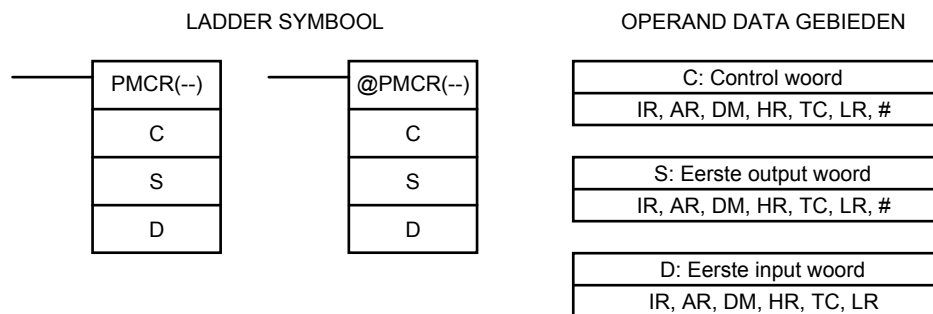 LADDER SYMBOOL
OPERAND DATA GEBIEDEN
PMCR(--)
C
S
D
@PMCR(--)
C
S
D
C: Control woord
IR, AR, DM, HR, TC, LR, #
S: Eerste output woord
IR, AR, DM, HR, TC, LR, #
D: Eerste input woord
IR, AR, DM, HR, TC, LR